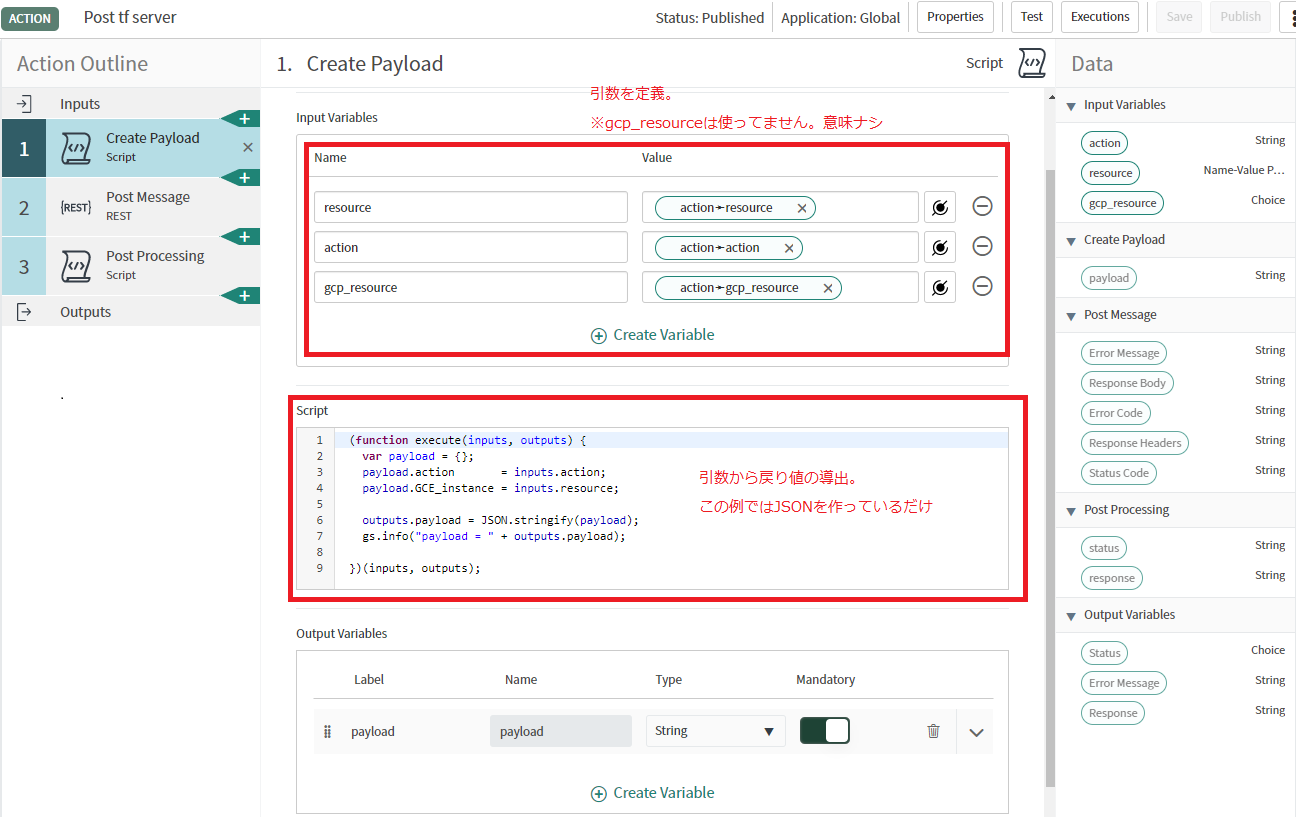 ACTION Post tf server Status: Published Application: Global Properties Test Executions Save Publish
Action Outline
Inputs
1 Create Payload
Script
2 {REST} Post Message
REST
3 Post Processing
Script
Outputs
.
1. Create Payload Script
引数を定義。
※gcp_resourceは使ってません。意味ナシ
Input Variables
Name Value
resource action➛resource
action action➛action
gcp_resource action➛gcp_resource
Create Variable
Script
1 (function execute(inputs, outputs) {
2 var payload = {};
3 payload.action       = inputs.action;
4 payload.GCE_instance = inputs.resource;
5
6 outputs.payload = JSON.stringify(payload);
7 gs.info("payload = " + outputs.payload);
8
9 })(inputs, outputs);
引数から戻り値の導出。
この例ではJSONを作っているだけ
Output Variables
Label Name Type Mandatory
payload payload String
Create Variable
Data
Input Variables
action String
resource Name-Value P...
gcp_resource Choice
Create Payload
payload String
Post Message
Error Message String
Response Body String
Error Code String
Response Headers String
Status Code String
Post Processing
status String
response String
Output Variables
Status Choice
Error Message String
Response String